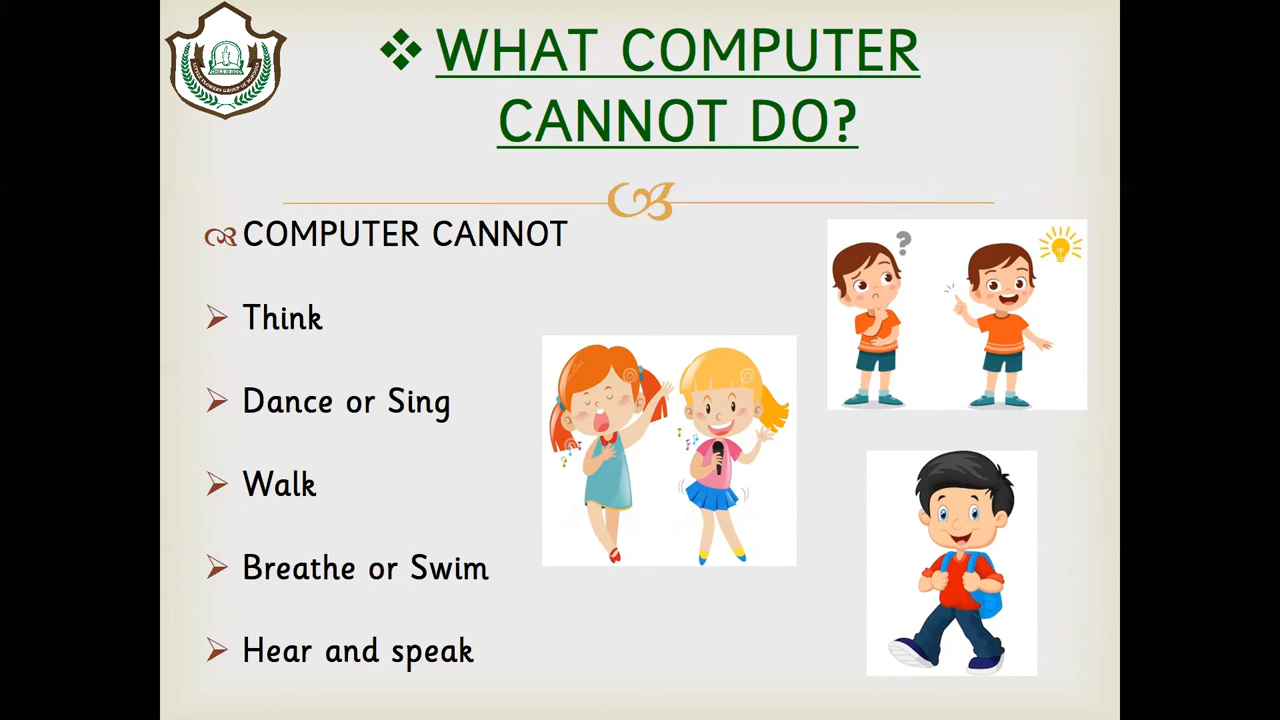 WHAT COMPUTER
CANNOT DO?
COMPUTER CANNOT
Think
Dance or Sing
Walk
Breathe or Swim
Hear and speak
?